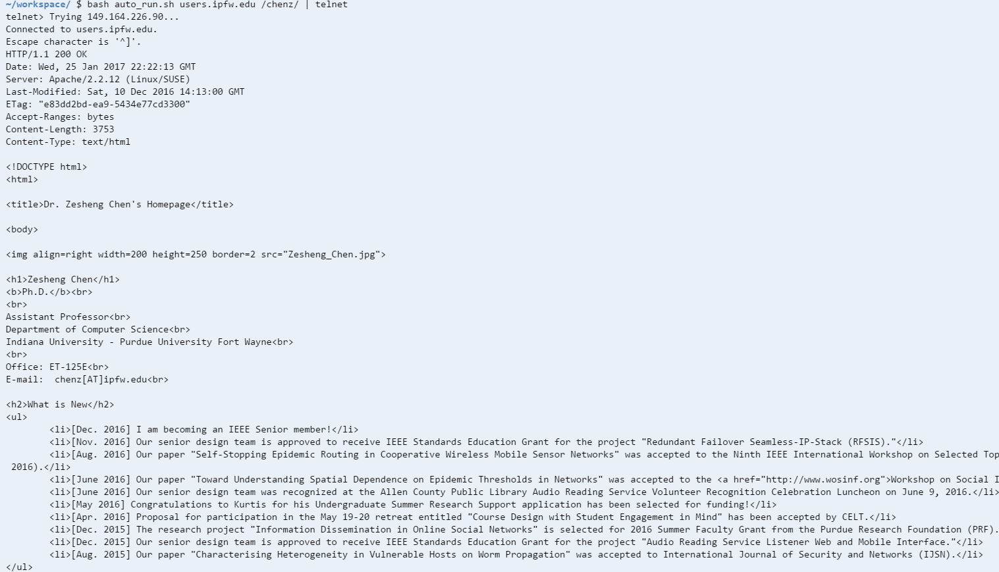 ~/workspace/ $ bash auto_run.sh users.ipfw.edu /chenz/ | telnet
telnet> Trying 149.164.226.90...
Connected to users.ipfw.edu.
Escape character is '^]'.
HTTP/1.1 200 OK
Date: Wed, 25 Jan 2017 22:22:13 GMT
Server: Apache/2.2.12 (Linux/SUSE)
Last-Modified: Sat, 10 Dec 2016 14:13:00 GMT
ETag: "e83dd2bd-ea9-5434e77cd3300"
Accept-Ranges: bytes
Content-Length: 3753
Content-Type: text/html

<!DOCTYPE html>
<html>

<title>Dr. Zesheng Chen's Homepage</title>

<body>

<img align=right width=200 height=250 border=2 src="Zesheng_Chen.jpg">

<h1>Zesheng Chen</h1>
<b>Ph.D.</b><br>
<br>
Assistant Professor<br>
Department of Computer Science<br>
Indiana University - Purdue University Fort Wayne<br>
<br>
Office: ET-125E<br>
E-mail:  chenz[AT]ipfw.edu<br>

<h2>What is New</h2>
<ul>
        <li>[Dec. 2016] I am becoming an IEEE Senior member!</li>
        <li>[Nov. 2016] Our senior design team is approved to receive IEEE Standards Education Grant for the project "Redundant Failover Seamless-IP-Stack (RFSIS)."</li>
        <li>[Aug. 2016] Our paper "Self-Stopping Epidemic Routing in Cooperative Wireless Mobile Sensor Networks" was accepted to the Ninth IEEE International Workshop on Selected Top
 2016).</li>
        <li>[June 2016] Our paper "Toward Understanding Spatial Dependence on Epidemic Thresholds in Networks" was accepted to the <a href="http://www.wosinf.org">Workshop on Social I
        <li>[June 2016] Our senior design team was recognized at the Allen County Public Library Audio Reading Service Volunteer Recognition Celebration Luncheon on June 9, 2016.</li>
        <li>[May 2016] Congratulations to Kurtis for his Undergraduate Summer Research Support application has been selected for funding!</li>
        <li>[Apr. 2016] Proposal for participation in the May 19-20 retreat entitled "Course Design with Student Engagement in Mind" has been accepted by CELT.</li>
        <li>[Dec. 2015] The research project "Information Dissemination in Online Social Networks" is selected for 2016 Summer Faculty Grant from the Purdue Research Foundation (PRF).
        <li>[Dec. 2015] Our senior design team is approved to receive IEEE Standards Education Grant for the project "Audio Reading Service Listener Web and Mobile Interface."</li>
        <li>[Aug. 2015] Our paper "Characterising Heterogeneity in Vulnerable Hosts on Worm Propagation" was accepted to International Journal of Security and Networks (IJSN).</li>
</ul>